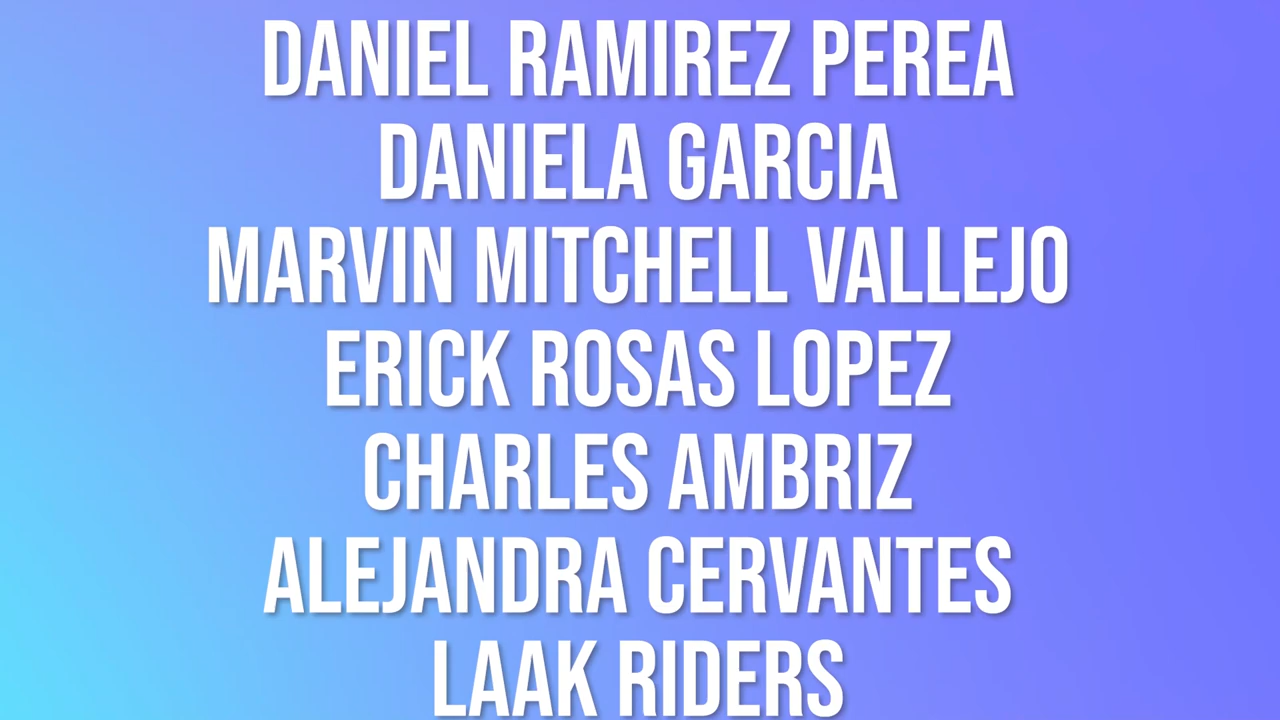 DANIEL RAMIREZ PEREA
DANIELA GARCIA
MARVIN MITCHELL VALLEJO
ERICK ROSAS LOPEZ
CHARLES AMBRIZ
ALEJANDRA CERVANTES
LAAK RIDERS